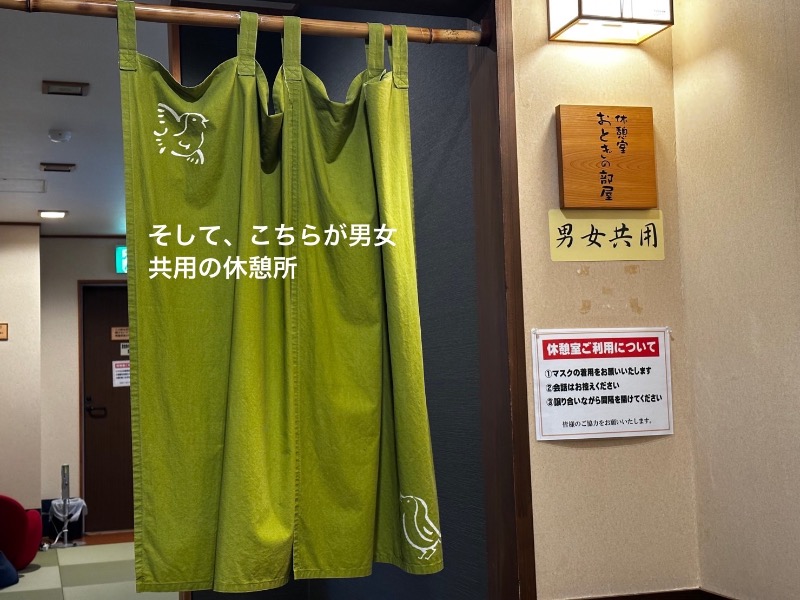 そして、こちらが男女
共用の休憩所
休憩室
おとぎの部屋
男女共用
休憩室ご利用について
①マスクの着用をお願いいたします
②会話はお控えください
③譲り合いながら間隔を開けてください
皆様のご協力をお願いいたします。